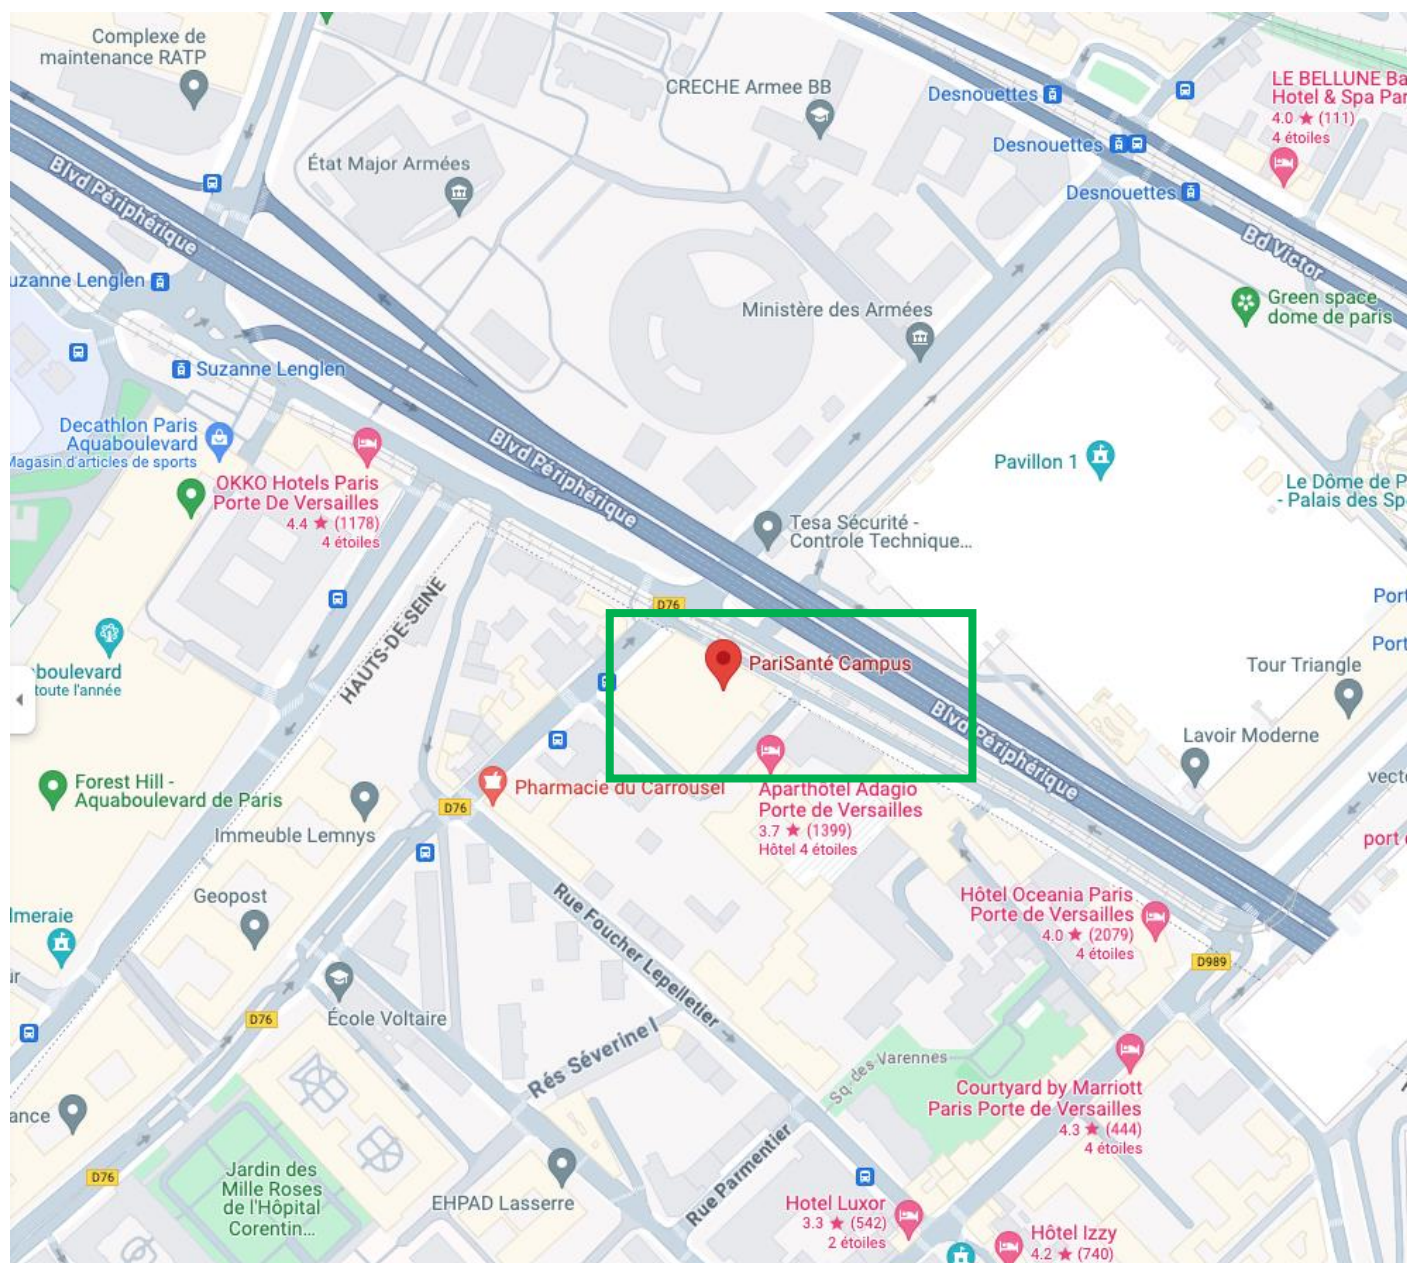 Complexe de
maintenance RATP
CRECHE Armee BB
Desnouettes
LE BELLUNE Ba
Hotel & Spa Par
4.0 ★ (111)
4 étoiles
Desnouettes
État Major Armées
Desnouettes
Blvd Périphérique
Bd Victor
uzanne Lenglen
Ministère des Armées
Green space
dome de paris
Suzanne Lenglen
Decathlon Paris
Aquaboulevard
Magasin d'articles de sports
Blvd Périphérique
Pavillon 1
OKKO Hotels Paris
Porte De Versailles
4.4 ★ (1178)
4 étoiles
Le Dôme de P
- Palais des Sp
Tesa Sécurité -
Controle Technique...
HAUTS-DE-SEINE
D76
Port
Port
boulevard
toute l'année
PariSanté Campus
Tour Triangle
Blvd Périphérique
Lavoir Moderne
Forest Hill -
Aquaboulevard de Paris
Pharmacie du Carrousel
Aparthotel Adagio
Porte de Versailles
3.7 ★ (1399)
Hôtel 4 étoiles
vecte
D76
Immeuble Lemnys
port
Geopost
Rue Foucher Lepelletier
Hôtel Oceania Paris
Porte de Versailles
4.0 ★ (2079)
4 étoiles
lmeraie
D989
ur
D76
École Voltaire
Rés Séverine I
Sq. des Varennes
Courtyard by Marriott
Paris Porte de Versailles
4.3 ★ (444)
4 étoiles
ance
Rue Parmentier
D76
Jardin des
Mille Roses
de l'Hôpital
Corentin...
EHPAD Lasserre
Hotel Luxor
3.3 ★ (542)
2 étoiles
Hôtel Izzy
4.2 ★ (740)